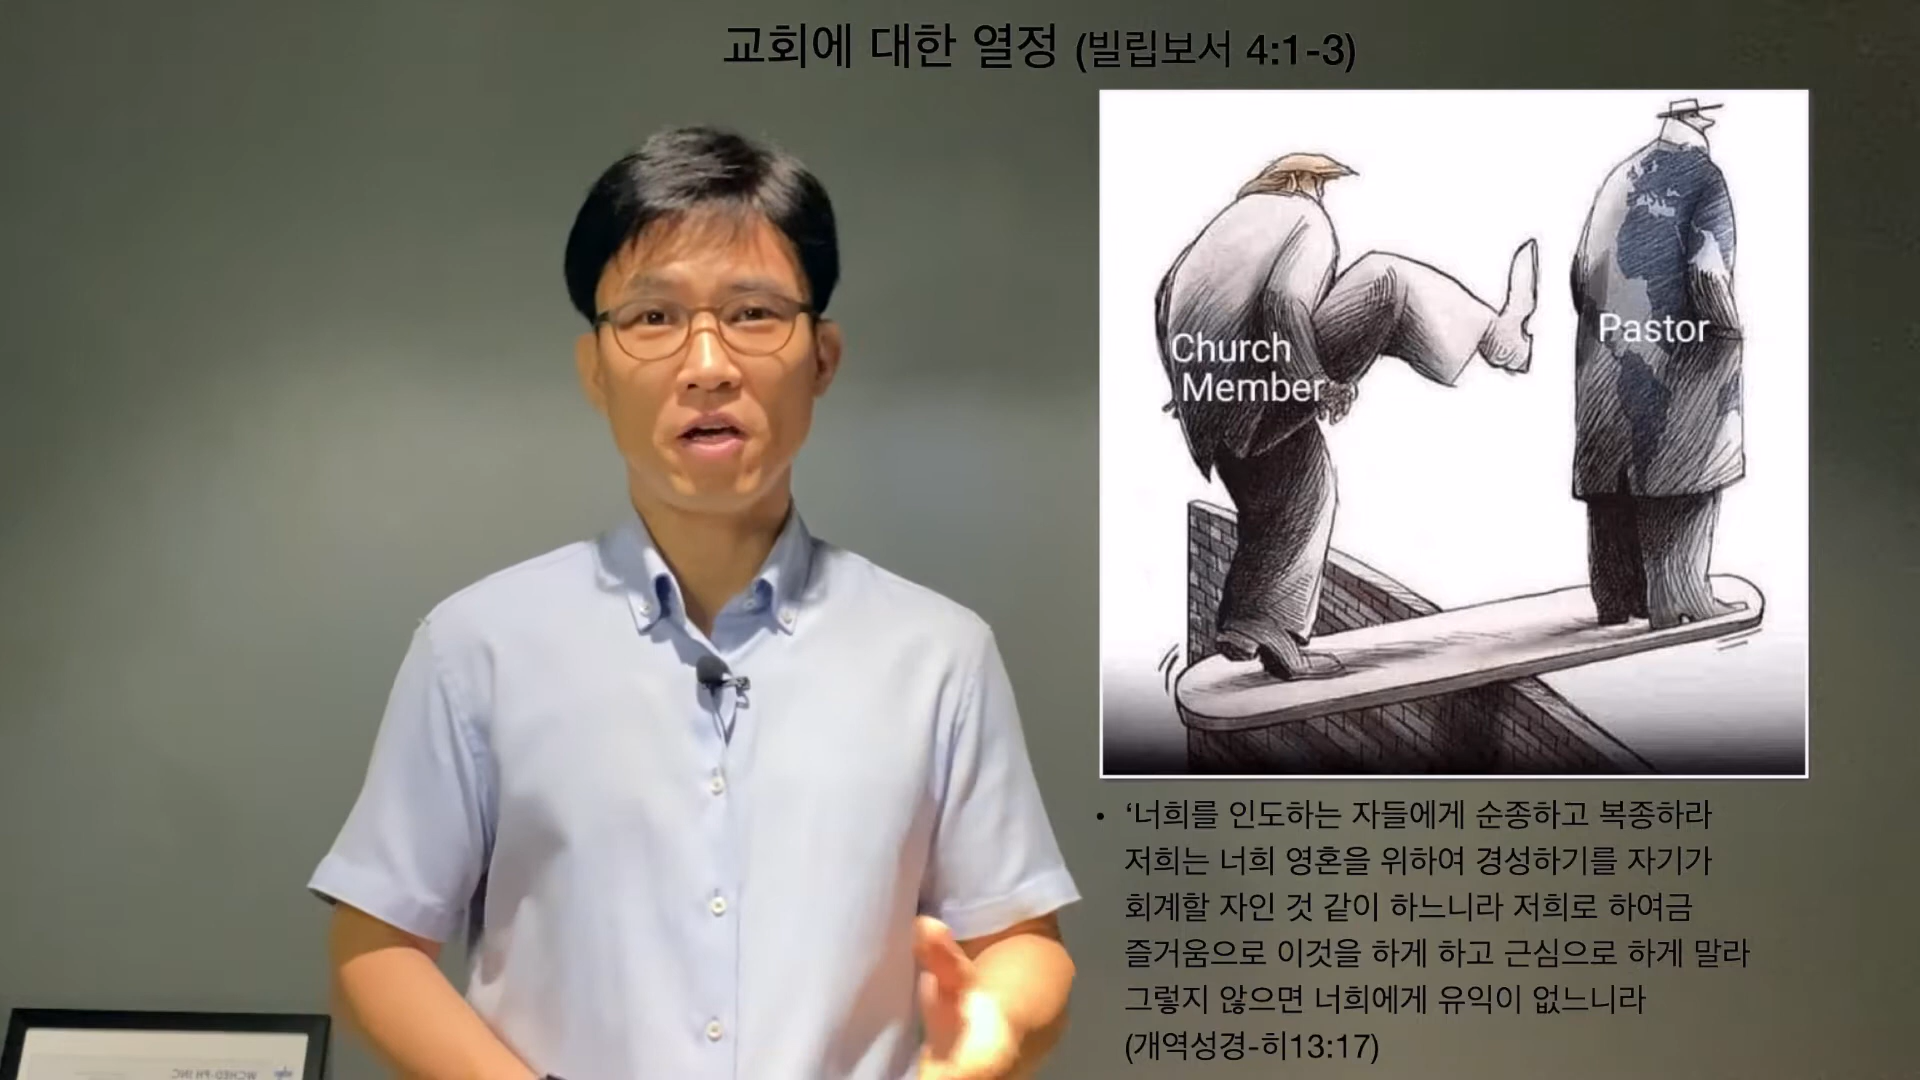 교회에 대한 열정 (빌립보서 4:1-3)
Church
Member
Pastor
• ‘너희를 인도하는 자들에게 순종하고 복종하라
저희는 너희 영혼을 위하여 경성하기를 자기가
회계할 자인 것 같이 하느니라 저희로 하여금
즐거움으로 이것을 하게 하고 근심으로 하게 말라
그렇지 않으면 너희에게 유익이 없느니라
(개역성경-히13:17)
WCHED-PH INC